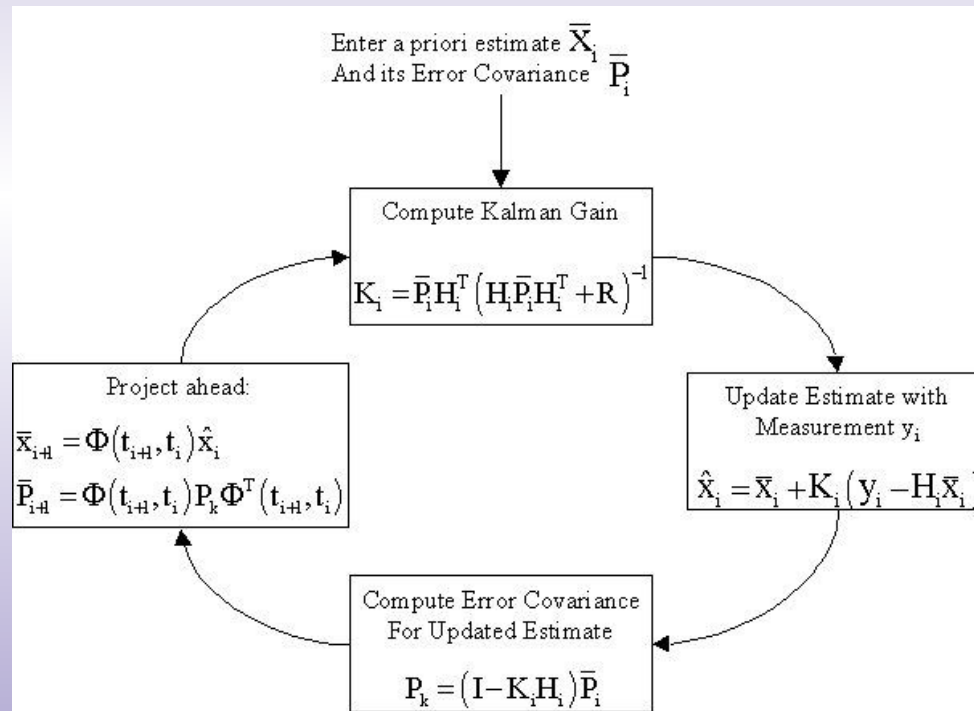 Enter a priori estimate X̅ᵢ
And its Error Covariance P̅ᵢ
Compute Kalman Gain
Kᵢ = P̅ᵢHᵢᵀ(HᵢP̅ᵢHᵢᵀ + R)⁻¹
Update Estimate with
Measurement yᵢ
x̂ᵢ = x̅ᵢ + Kᵢ(yᵢ − Hᵢx̅ᵢ)
Compute Error Covariance
For Updated Estimate
Pₖ = (I − KᵢHᵢ)P̅ᵢ
Project ahead:
x̅ᵢ₊₁ = Φ(tᵢ₊₁, tᵢ)x̂ᵢ
P̅ᵢ₊₁ = Φ(tᵢ₊₁, tᵢ)PₖΦᵀ(tᵢ₊₁, tᵢ)